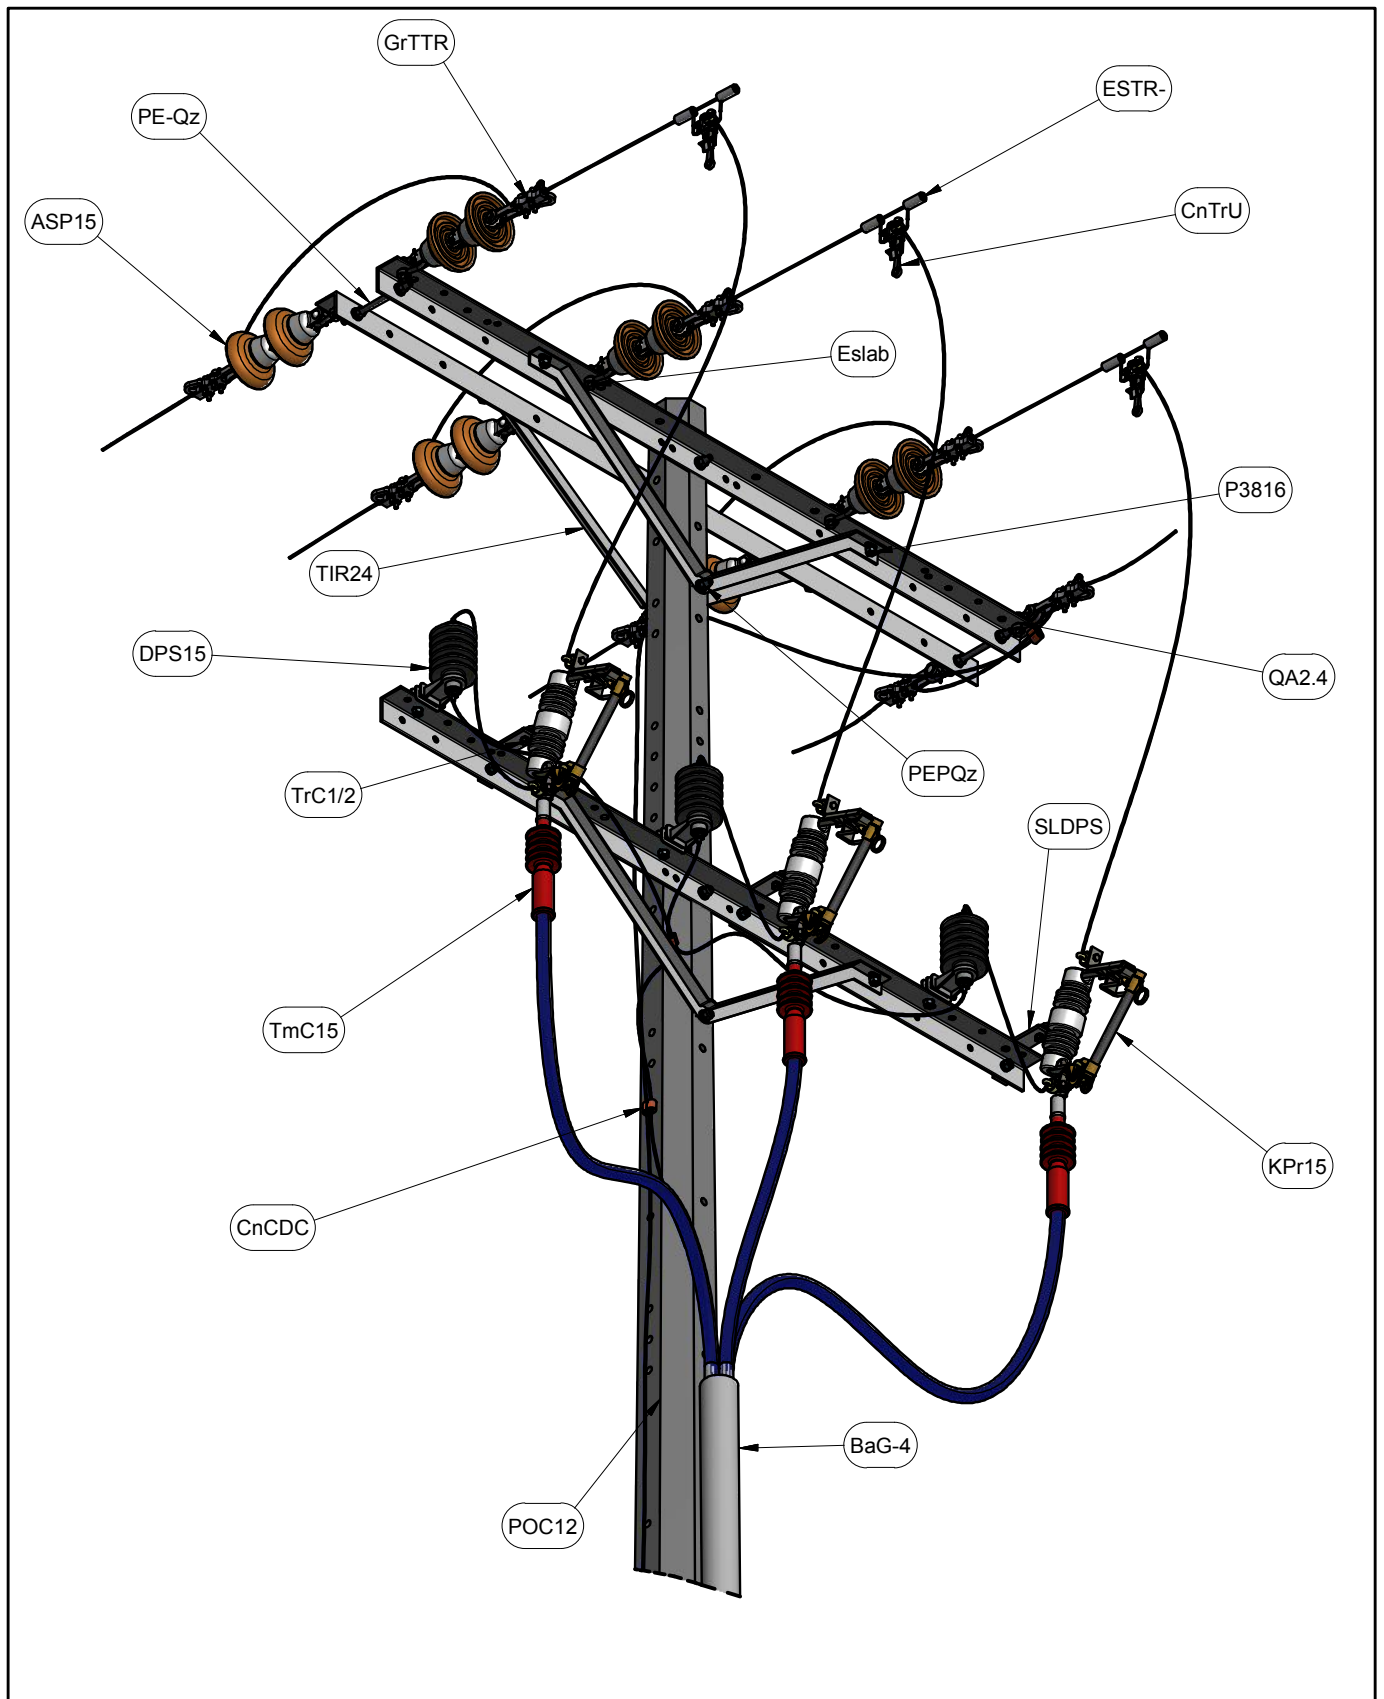 GrTTR
PE-Qz
ESTR-
ASP15
CnTrU
Eslab
P3816
TIR24
DPS15
QA2.4
PEPQz
TrC1/2
SLDPS
TmC15
KPr15
CnCDC
BaG-4
POC12